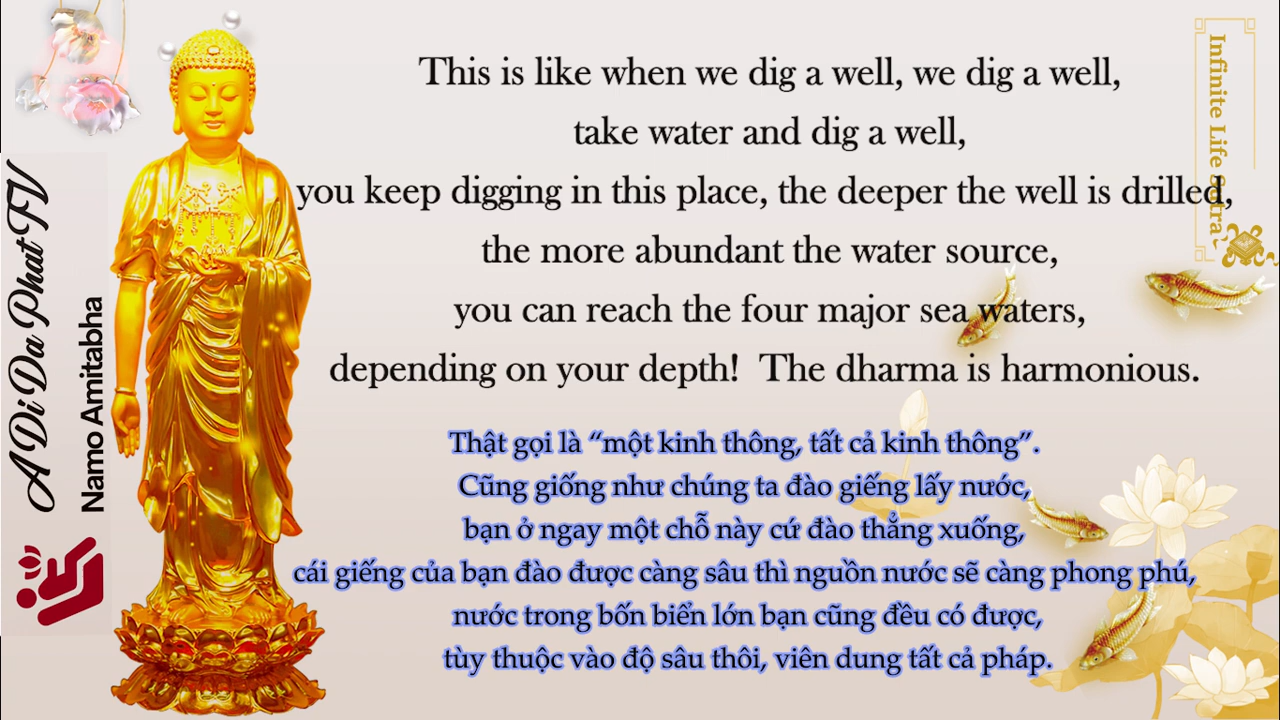 This is like when we dig a well, we dig a well,
take water and dig a well,
you keep digging in this place, the deeper the well is drilled,
the more abundant the water source,
you can reach the four major sea waters,
depending on your depth! The dharma is harmonious.
Thật gọi là “một kinh thông, tất cả kinh thông”.
Cũng giống như chúng ta đào giếng lấy nước,
bạn ở ngay một chỗ này cứ đào thẳng xuống,
cái giếng của bạn đào được càng sâu thì nguồn nước sẽ càng phong phú,
nước trong bốn biển lớn bạn cũng đều có được,
tùy thuộc vào độ sâu thôi, viên dung tất cả pháp.
A Di Da Phat TV
Namo Amitabha
Infinite Life Sutra